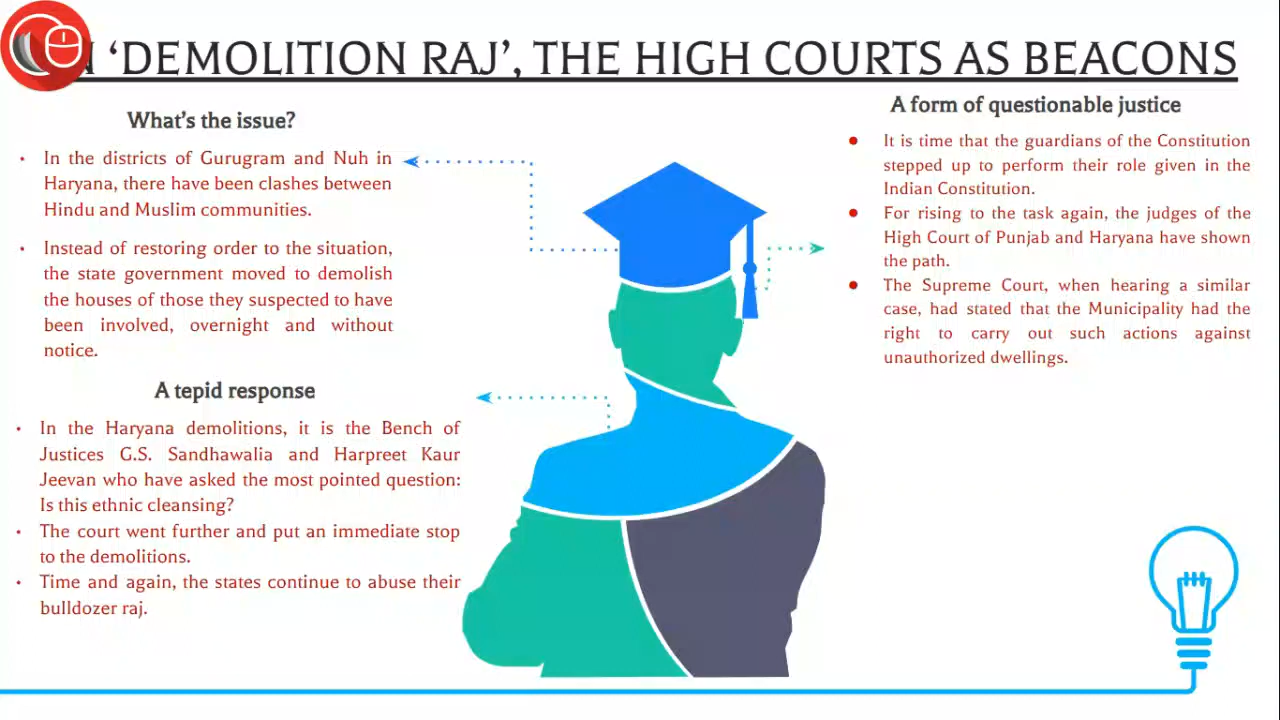 ‘DEMOLITION RAJ’, THE HIGH COURTS AS BEACONS
What’s the issue?
• In the districts of Gurugram and Nuh in
Haryana, there have been clashes between
Hindu and Muslim communities.
• Instead of restoring order to the situation,
the state government moved to demolish
the houses of those they suspected to have
been involved, overnight and without
notice.
A tepid response
• In the Haryana demolitions, it is the Bench of
Justices G.S. Sandhawalia and Harpreet Kaur
Jeevan who have asked the most pointed question:
Is this ethnic cleansing?
• The court went further and put an immediate stop
to the demolitions.
• Time and again, the states continue to abuse their
bulldozer raj.
A form of questionable justice
● It is time that the guardians of the Constitution
stepped up to perform their role given in the
Indian Constitution.
● For rising to the task again, the judges of the
High Court of Punjab and Haryana have shown
the path.
● The Supreme Court, when hearing a similar
case, had stated that the Municipality had the
right to carry out such actions against
unauthorized dwellings.